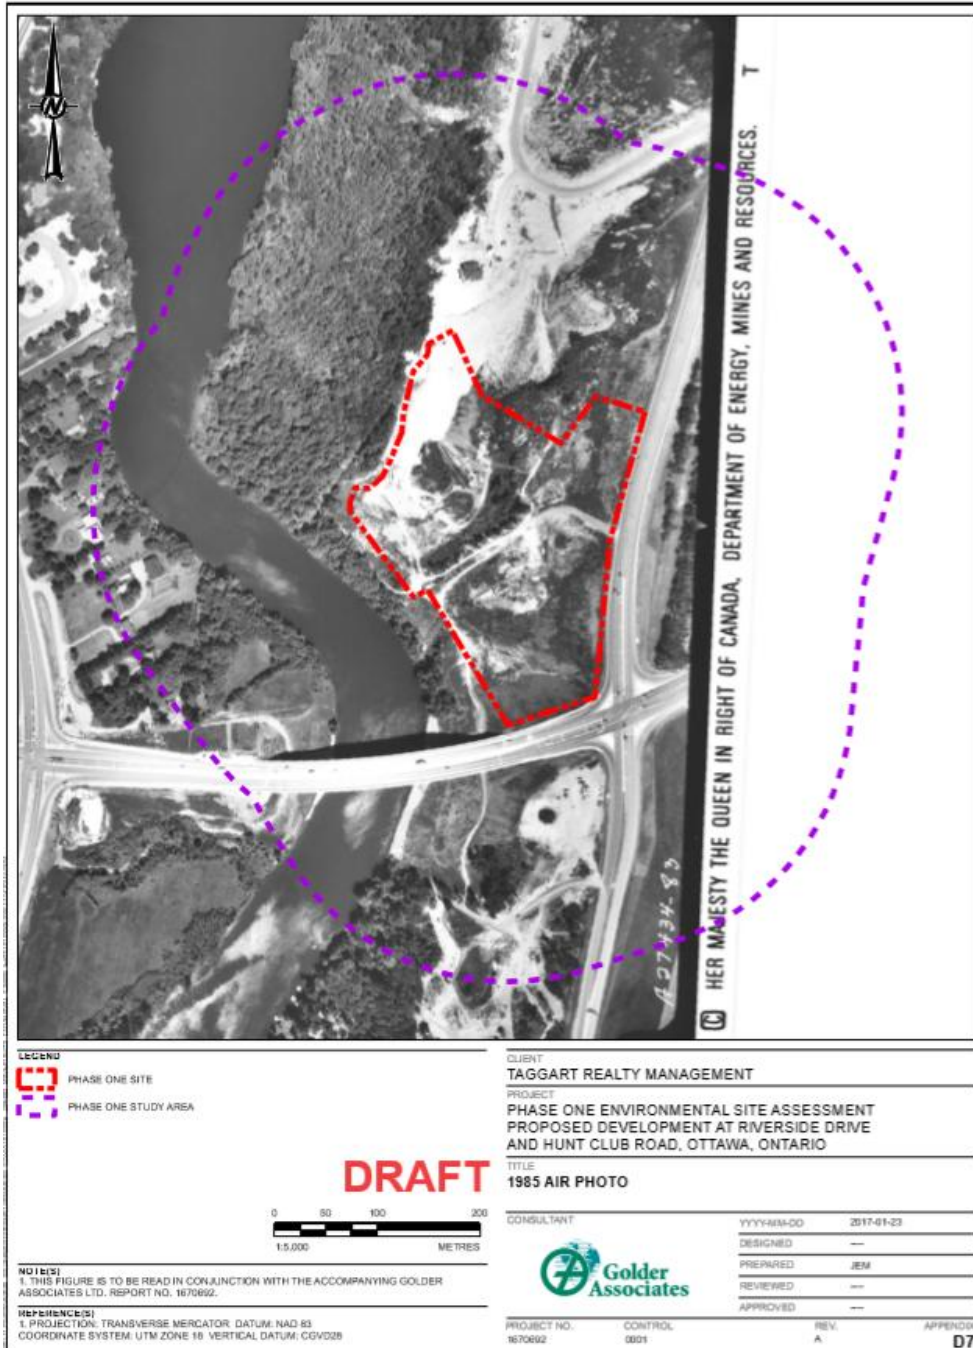 N
HER MAJESTY THE QUEEN IN RIGHT OF CANADA, DEPARTMENT OF ENERGY, MINES AND RESOURCES.
T
A27434-83
C
LEGEND
PHASE ONE SITE
PHASE ONE STUDY AREA
DRAFT
0 50 100 200
1:5,000 METRES
NOTE(S)
1. THIS FIGURE IS TO BE READ IN CONJUNCTION WITH THE ACCOMPANYING GOLDER
ASSOCIATES LTD. REPORT NO. 1670692.
REFERENCE(S)
1. PROJECTION: TRANSVERSE MERCATOR DATUM: NAD 83
COORDINATE SYSTEM: UTM ZONE 18 VERTICAL DATUM: CGVD28
CLIENT
TAGGART REALTY MANAGEMENT
PROJECT
PHASE ONE ENVIRONMENTAL SITE ASSESSMENT
PROPOSED DEVELOPMENT AT RIVERSIDE DRIVE
AND HUNT CLUB ROAD, OTTAWA, ONTARIO
TITLE
1985 AIR PHOTO
CONSULTANT
Golder
Associates
YYYY-MM-DD 2017-01-23
DESIGNED ---
PREPARED JEM
REVIEWED ---
APPROVED ---
PROJECT NO. CONTROL REV. APPENDIX
1670692 0001 A D7